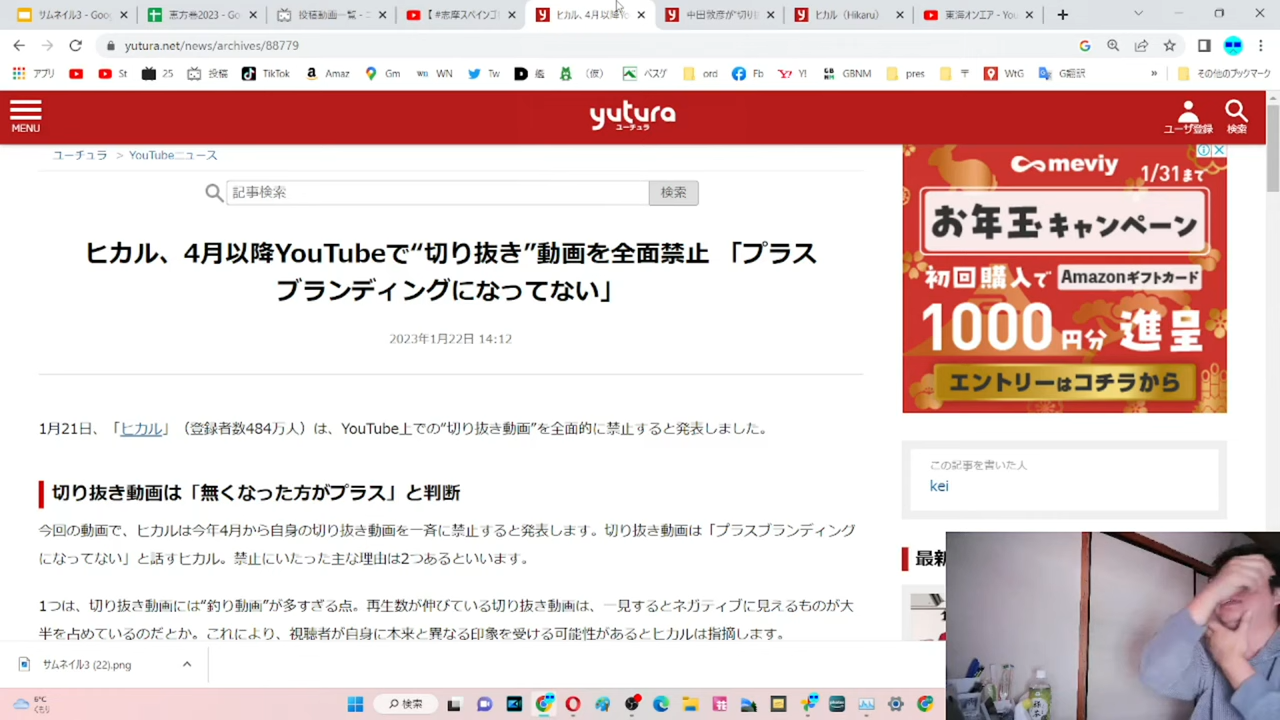 サムネイル3 - Goo
恵方巻2023 - Go
投稿動画一覧 - ニ
【 #志摩スペイン
ヒカル、4月以降Yo
中田敦彦が“切り抜
ヒカル（Hikaru）
東海オンエア - You
yutura.net/news/archives/88779
アプリ
St
25
投稿
TikTok
Amaz
Gm
WN
Tw
艦
(仮)
ord
Fb
Y!
GBNM
pres
〒
WtG
G翻訳
»
その他のブックマーク
MENU
yutura
ユーチュラ
ユーザ登録
検索
ユーチュラ > YouTubeニュース
記事検索
検索
ヒカル、4月以降YouTubeで“切り抜き”動画を全面禁止 「プラス
ブランディングになってない」
2023年1月22日 14:12
1月21日、「ヒカル」（登録者数484万人）は、YouTube上での“切り抜き動画”を全面的に禁止すると発表しました。
切り抜き動画は「無くなった方がプラス」と判断
今回の動画で、ヒカルは今年4月から自身の切り抜き動画を一斉に禁止すると発表します。切り抜き動画は「プラスブランディング
になってない」と話すヒカル。禁止にいたった主な理由は2つあるといいます。
1つは、切り抜き動画には“釣り動画”が多すぎる点。再生数が伸びている切り抜き動画は、一見するとネガティブに見えるものが大
半を占めているのだとか。これにより、視聴者が自身に本来と異なる印象を受ける可能性があるとヒカルは指摘します。
meviy
1/31まで
お年玉キャンペーン
初回購入で Amazonギフトカード
1000円分 進呈
エントリーはコチラから
この記事を書いた人
kei
最新
サムネイル3 (22).png
6°C
くもり
検索